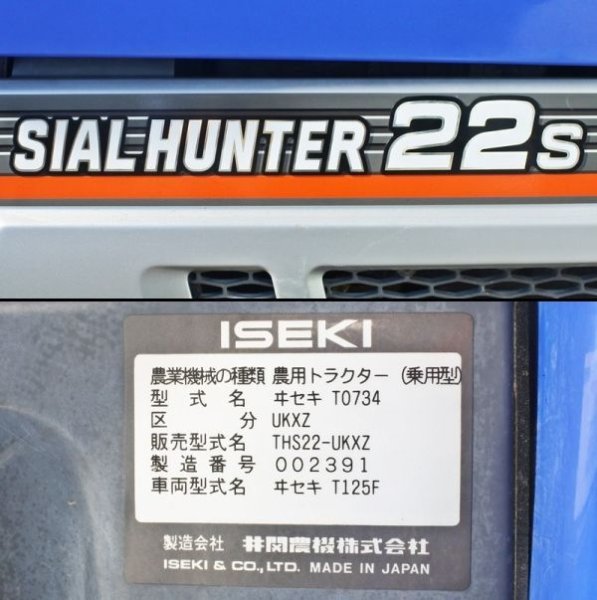 SIALHUNTER 22S
ISEKI
農業機械の種類 農用トラクター (乗用型)
型式名 ヰセキ T0734
区分 UKXZ
販売型式名 THS22-UKXZ
製造番号 002391
車両型式名 ヰセキ T125F
製造会社 井関農機株式会社
ISEKI & CO., LTD. MADE IN JAPAN